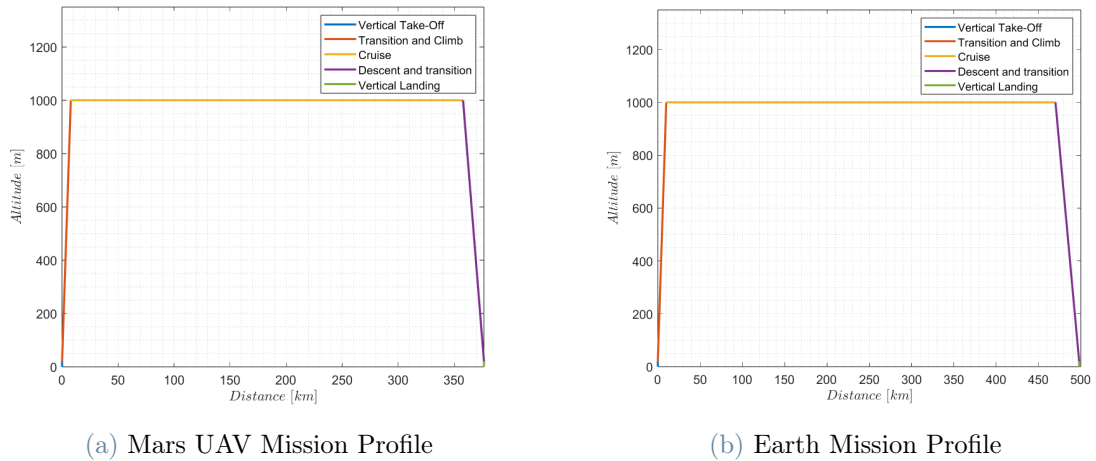 1200
1000
800
600
400
200
0
Altitude [m]
0 50 100 150 200 250 300 350
Distance [km]
Vertical Take-Off
Transition and Climb
Cruise
Descent and transition
Vertical Landing
(a) Mars UAV Mission Profile
1200
1000
800
600
400
200
0
Altitude [m]
0 50 100 150 200 250 300 350 400 450 500
Distance [km]
Vertical Take-Off
Transition and Climb
Cruise
Descent and transition
Vertical Landing
(b) Earth Mission Profile